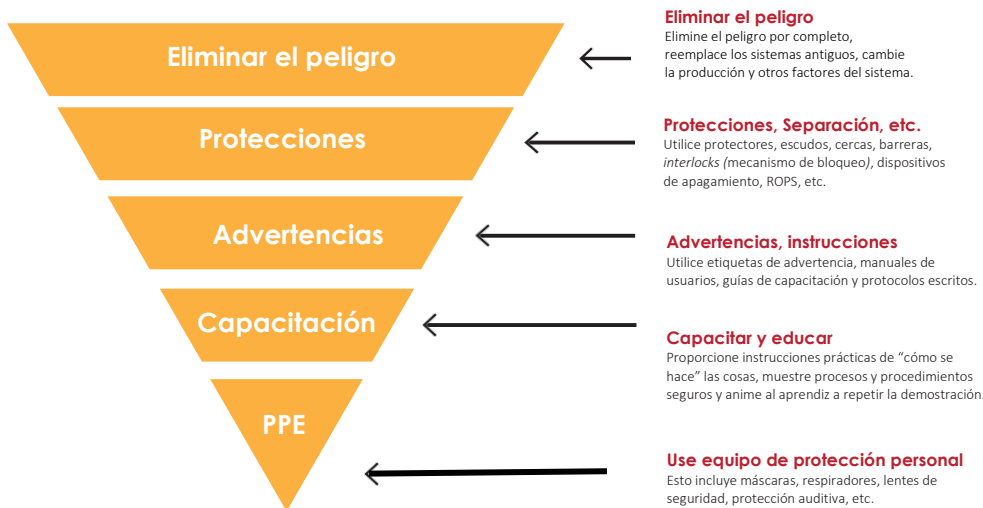 Eliminar el peligro
Eliminar el peligro
Elimine el peligro por completo,
reemplace los sistemas antiguos, cambie
la producción y otros factores del sistema.
Protecciones
Protecciones, Separación, etc.
Utilice protectores, escudos, cercas, barreras,
interlocks (mecanismo de bloqueo), dispositivos
de apagamiento, ROPS, etc.
Advertencias
Advertencias, instrucciones
Utilice etiquetas de advertencia, manuales de
usuarios, guías de capacitación y protocolos escritos.
Capacitación
Capacitar y educar
Proporcione instrucciones prácticas de “cómo se
hace” las cosas, muestre procesos y procedimientos
seguros y anime al aprendiz a repetir la demostración.
PPE
Use equipo de protección personal
Esto incluye máscaras, respiradores, lentes de
seguridad, protección auditiva, etc.